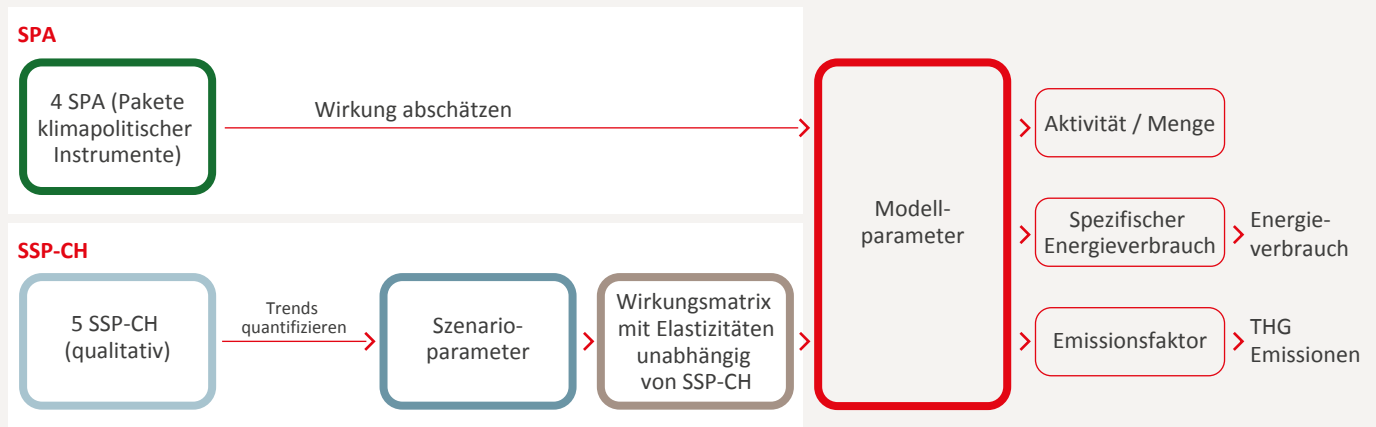 SPA
4 SPA (Pakete
klimapolitischer
Instrumente)
Wirkung abschätzen
SSP-CH
5 SSP-CH
(qualitativ)
Trends
quantifizieren
Szenario-
parameter
Wirkungsmatrix
mit Elastizitäten
unabhängig
von SSP-CH
Modell-
parameter
Aktivität / Menge
Spezifischer
Energieverbrauch
Energie-
verbrauch
Emissionsfaktor
THG
Emissionen